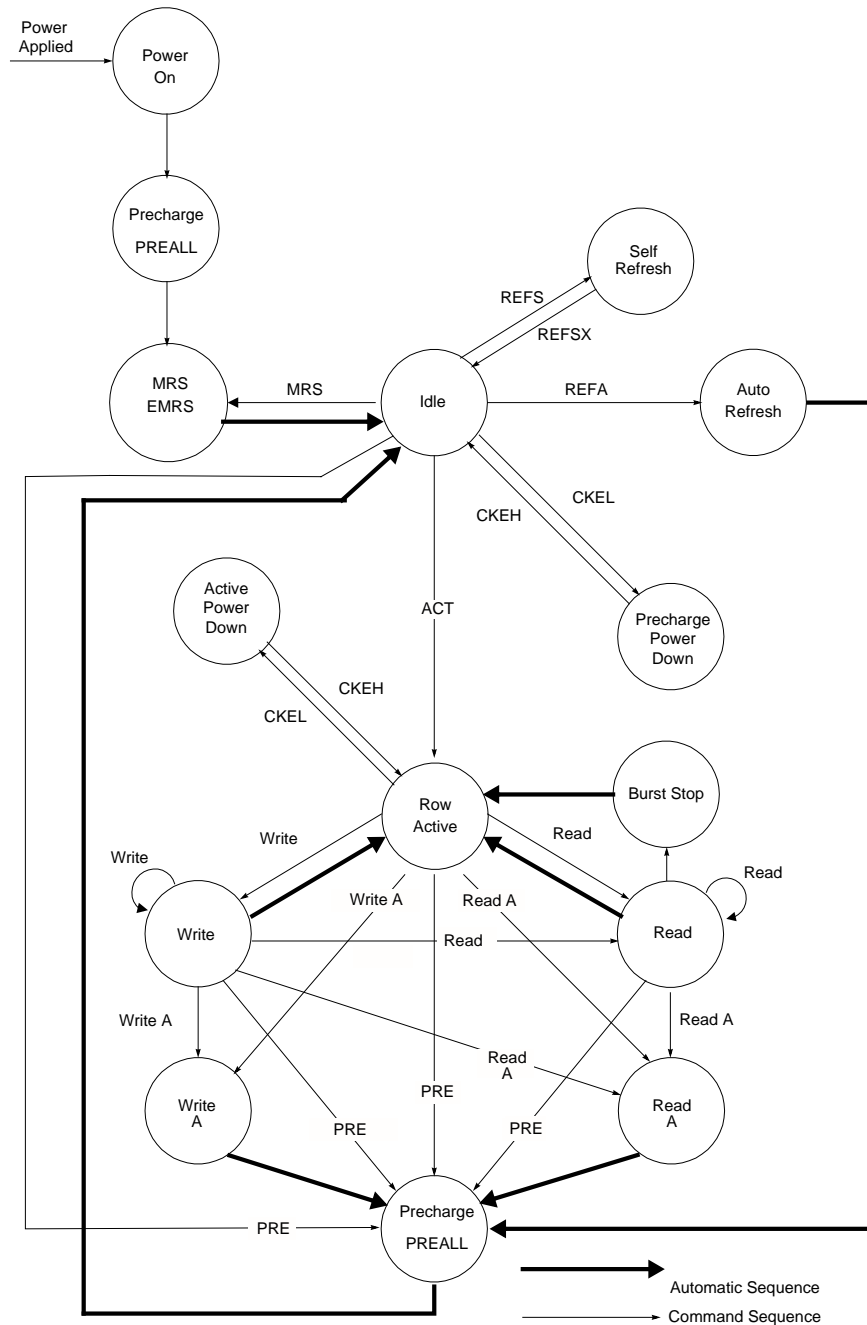 Power
Applied
Power
On
Precharge
PREALL
Self
Refresh
REFS
REFSX
MRS
EMRS
MRS
Idle
REFA
Auto
Refresh
CKEL
CKEH
Active
Power
Down
ACT
Precharge
Power
Down
CKEH
CKEL
Burst Stop
Row
Active
Write
Read
Write
Read
Write A
Read A
Write
Read
Read
Write A
Read A
Read
A
Write
A
PRE
Read
A
PRE
PRE
Precharge
PREALL
PRE
Automatic Sequence
Command Sequence